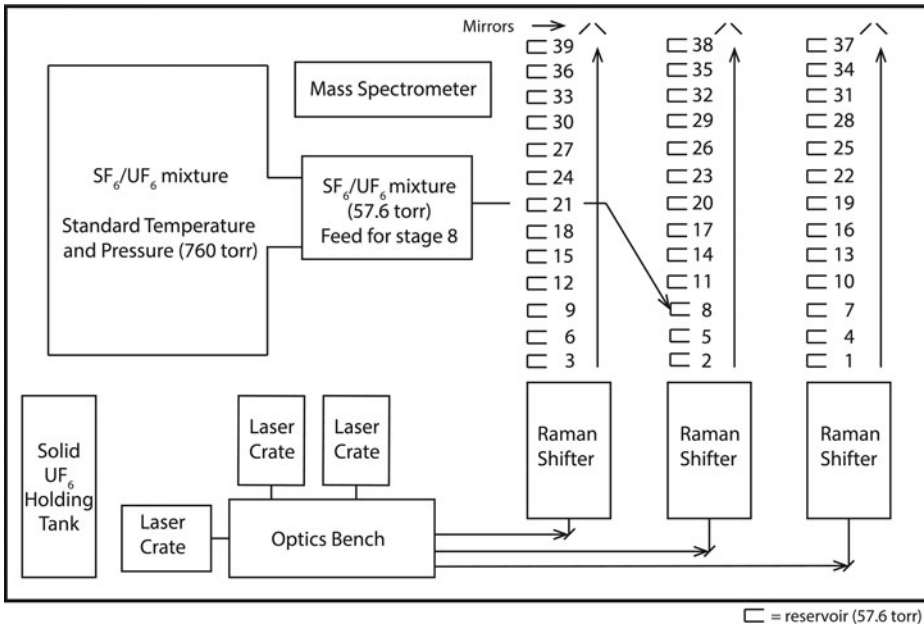 Mirrors
39 38 37
36 35 34
33 32 31
30 29 28
27 26 25
24 23 22
21 20 19
18 17 16
15 14 13
12 11 10
9 8 7
6 5 4
3 2 1
Mass Spectrometer
SF₆/UF₆ mixture
Standard Temperature
and Pressure (760 torr)
SF₆/UF₆ mixture
(57.6 torr)
Feed for stage 8
Solid
UF₆
Holding
Tank
Laser
Crate
Laser
Crate
Laser
Crate
Optics Bench
Raman
Shifter
Raman
Shifter
Raman
Shifter
= reservoir (57.6 torr)